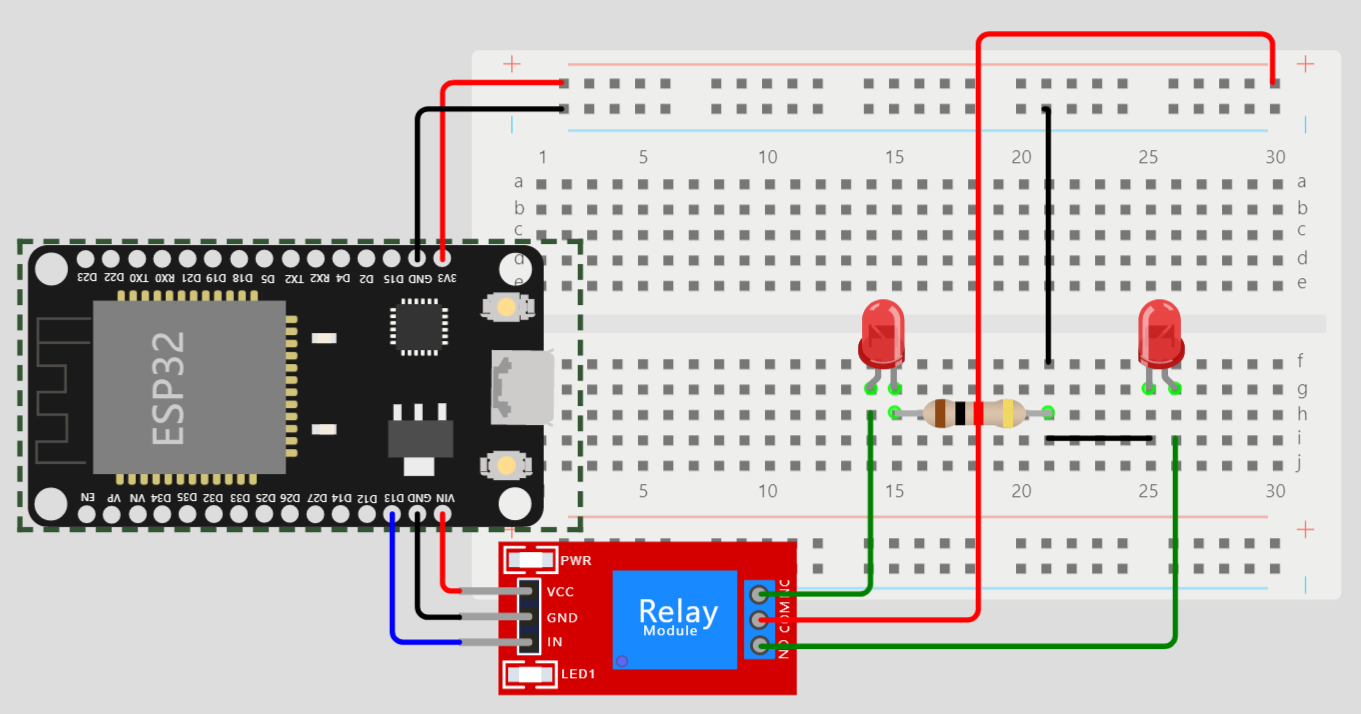 + +
| |
1 5 10 15 20 25 30
a a
b b
c c
d d
e e
D23 D22 TX0 RX0 D21 D19 D18 D5 TX2 RX2 D4 D2 D15 GND 3V3
ESP32
f f
g g
h h
i i
j j
EN VP VN D34 D35 D32 D33 D25 D26 D27 D14 D12 D13 GND VIN
5 10 15 20 25 30
+ +
|
PWR
VCC
GND
IN
LED1
Relay
Module
NO COM NC